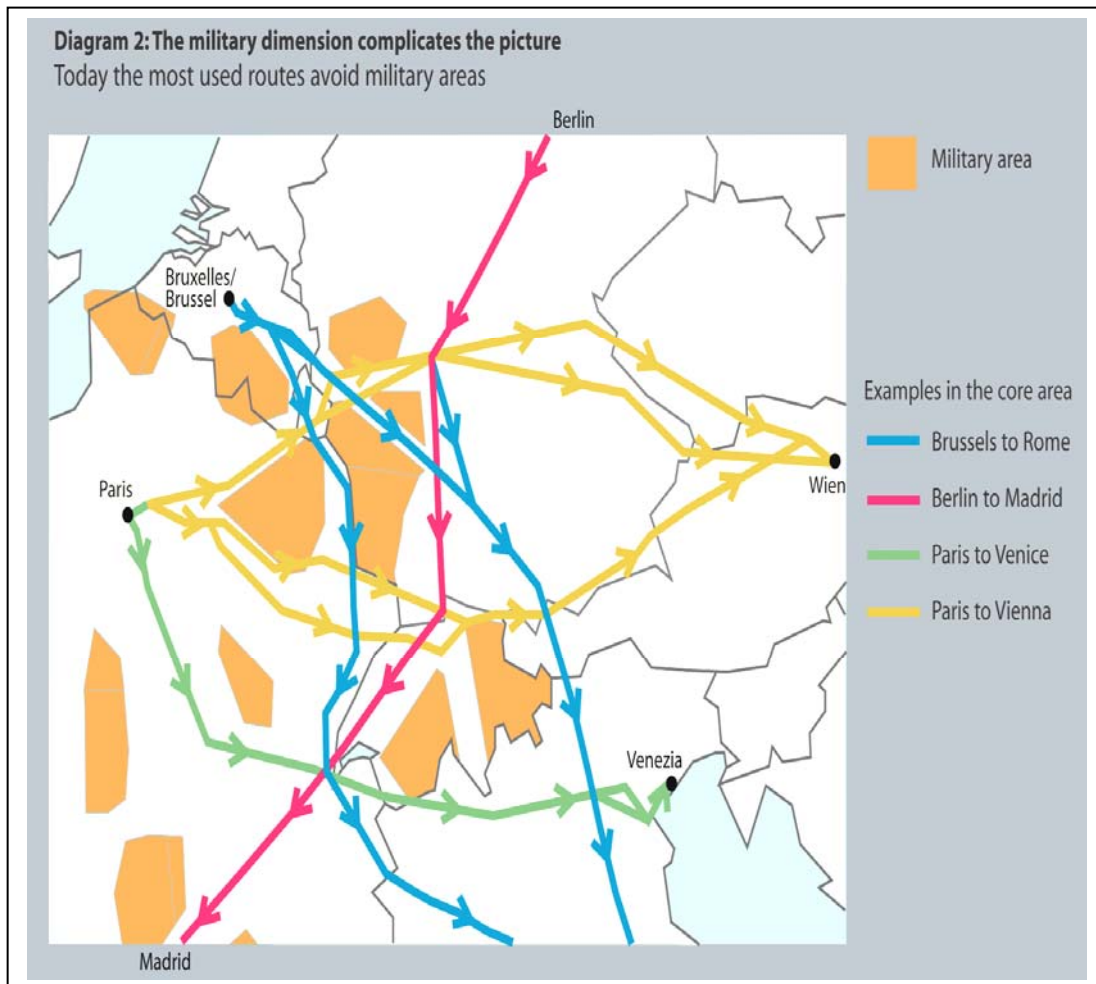 Diagram 2: The military dimension complicates the picture
Today the most used routes avoid military areas
Berlin
Military area
Bruxelles/
Brussel
Examples in the core area
Brussels to Rome
Wien
Paris
Berlin to Madrid
Paris to Venice
Paris to Vienna
Venezia
Madrid